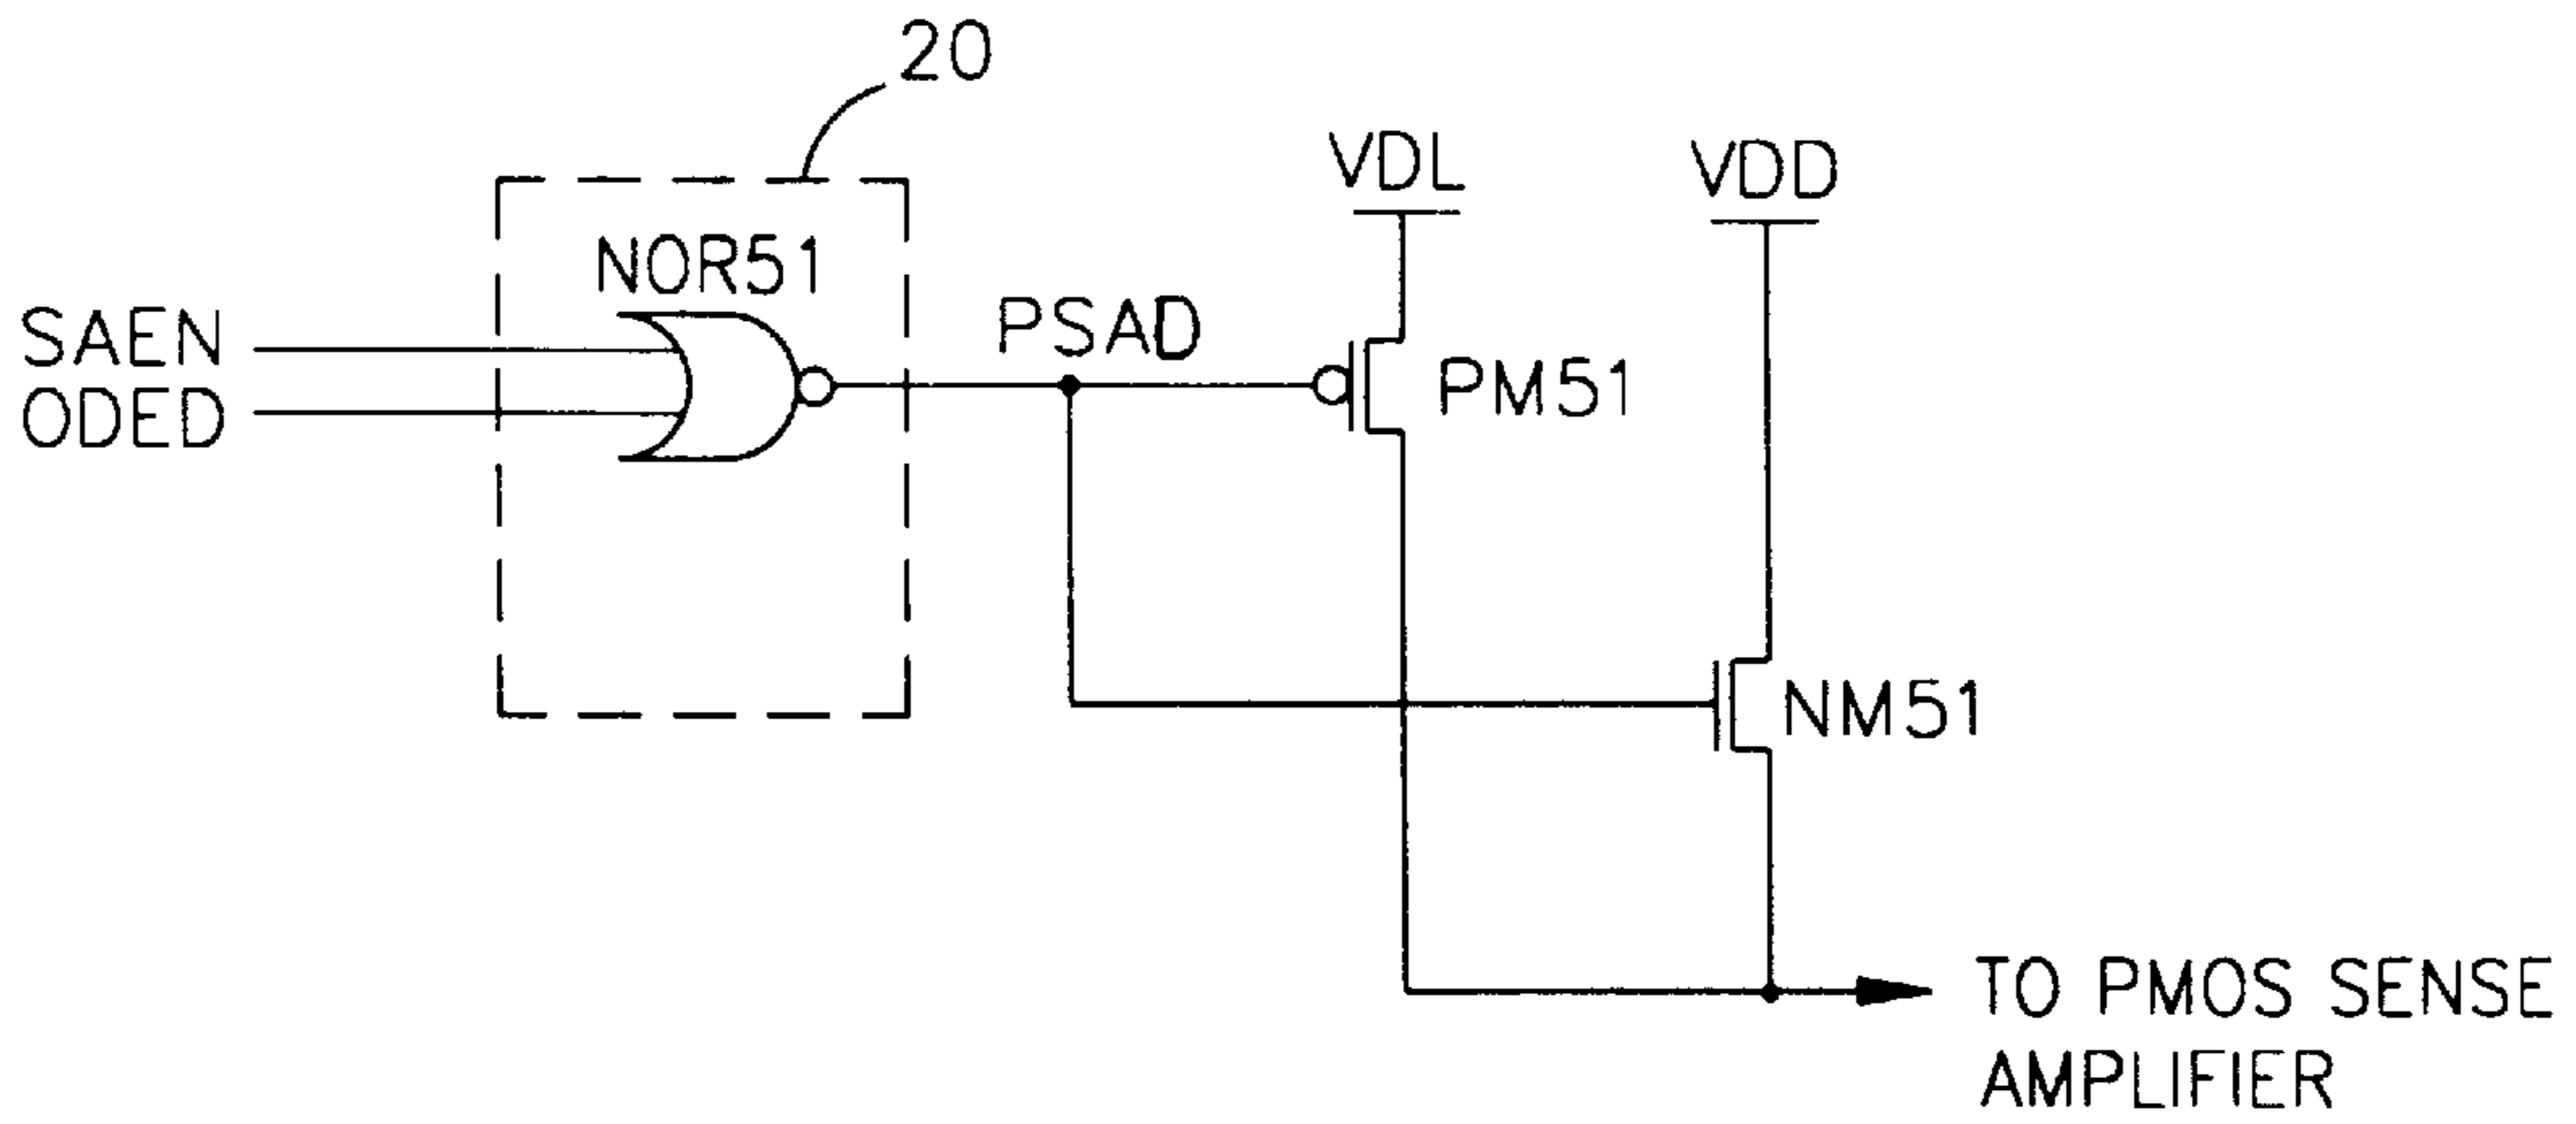 20
VDL
VDD
NOR51
SAEN
ODED
PSAD
PM51
NM51
TO PMOS SENSE
AMPLIFIER